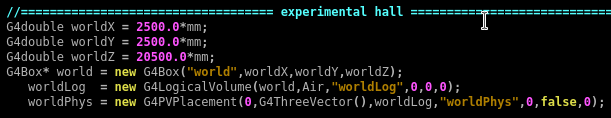 //================================== experimental hall ===========================
G4double worldX = 2500.0*mm;
G4double worldY = 2500.0*mm;
G4double worldZ = 20500.0*mm;
G4Box* world = new G4Box("world",worldX,worldY,worldZ);
worldLog  = new G4LogicalVolume(world,Air,"worldLog",0,0,0);
worldPhys = new G4PVPlacement(0,G4ThreeVector(),worldLog,"worldPhys",0,false,0);